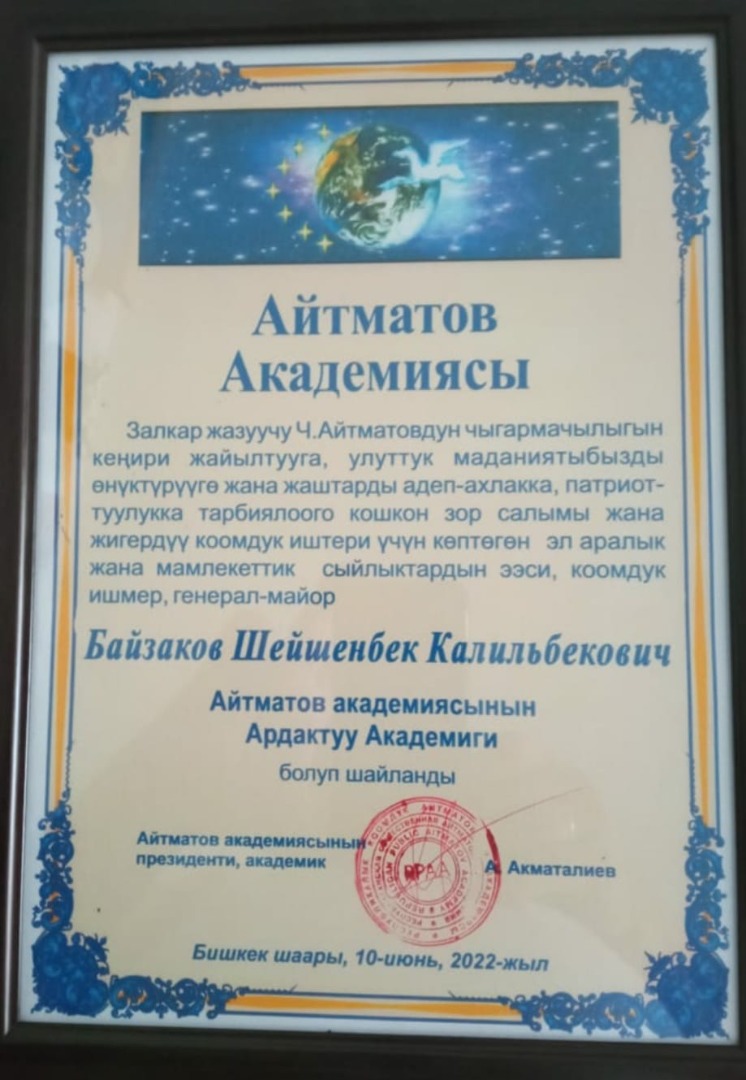 Айтматов
Академиясы
Залкар жазуучу Ч.Айтматовдун чыгармачылыгын
кеңири жайылтууга, улуттук маданиятыбызды
өнүктүрүүгө жана жаштарды адеп-ахлакка, патриот-
туулукка тарбиялоого кошкон зор салымы жана
жигердүү коомдук иштери үчүн көптөгөн эл аралык
жана мамлекеттик сыйлыктардын ээси, коомдук
ишмер, генерал-майор
Байзаков Шейшенбек Калильбекович
Айтматов академиясынын
Ардактуу Академиги
болуп шайланды
Айтматов академиясынын
президенти, академик
А. Акматалиев
RPAA
Бишкек шаары, 10-июнь, 2022-жыл